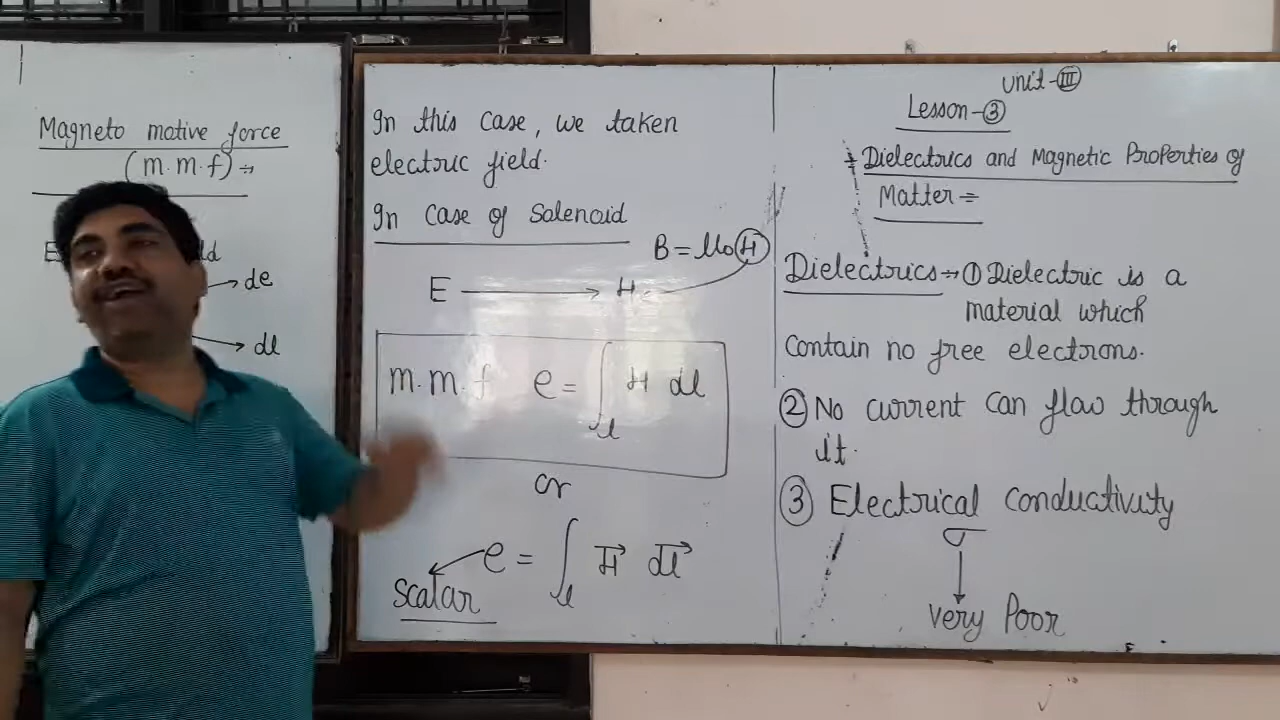 Magneto motive force
(m.m.f) →
de
dl
In this case, we taken
electric field.
In case of Solenoid
B = μ₀H
E → H
m.m.f e = ∫l H dl
or
e = ∫l H⃗ dl⃗
Scalar
Unit-III
Lesson-③
* Dielectrics and Magnetic Properties of
Matter =
Dielectrics → ① Dielectric is a
material which
contain no free electrons.
② No current can flow through
it.
③ Electrical conductivity
σ
↓
very Poor